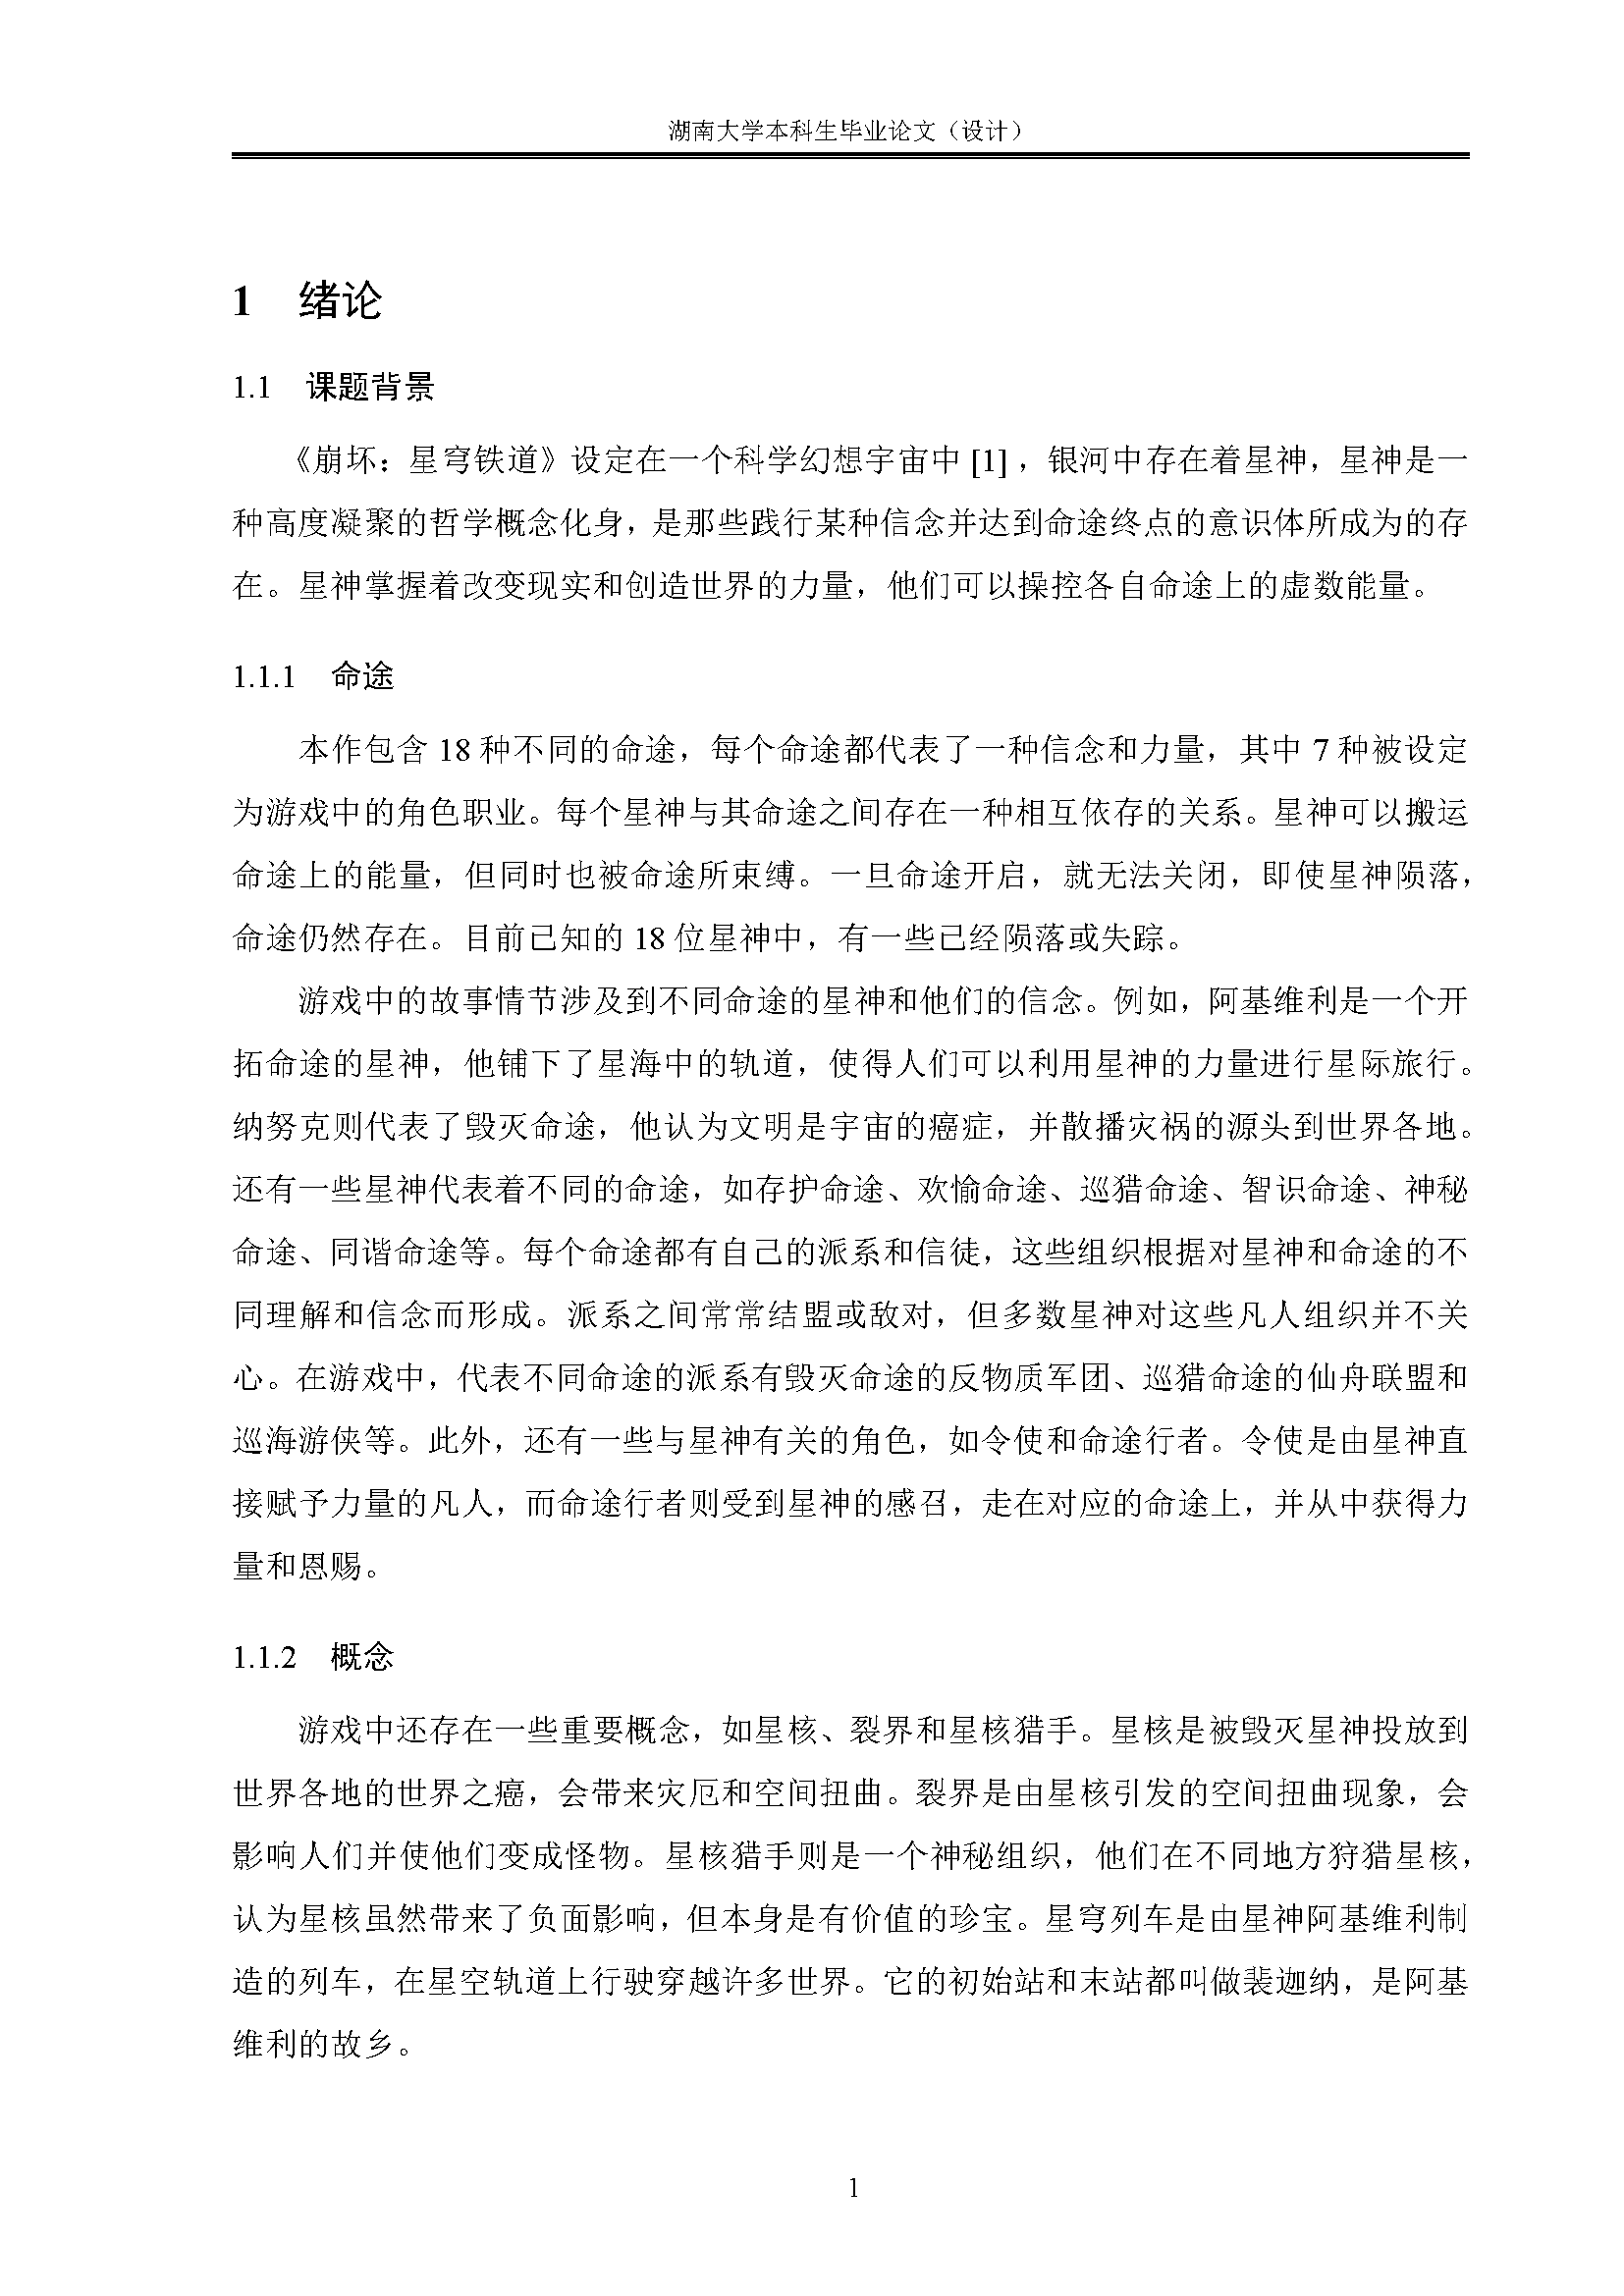 湖南大学本科生毕业论文（设计）
1 绪论
1.1 课题背景
《崩坏：星穹铁道》设定在一个科学幻想宇宙中 [1] ，银河中存在着星神，星神是一
种高度凝聚的哲学概念化身，是那些践行某种信念并达到命途终点的意识体所成为的存
在。星神掌握着改变现实和创造世界的力量，他们可以操控各自命途上的虚数能量。
1.1.1 命途
本作包含 18 种不同的命途，每个命途都代表了一种信念和力量，其中 7 种被设定
为游戏中的角色职业。每个星神与其命途之间存在一种相互依存的关系。星神可以搬运
命途上的能量，但同时也被命途所束缚。一旦命途开启，就无法关闭，即使星神陨落，
命途仍然存在。目前已知的 18 位星神中，有一些已经陨落或失踪。
游戏中的故事情节涉及到不同命途的星神和他们的信念。例如，阿基维利是一个开
拓命途的星神，他铺下了星海中的轨道，使得人们可以利用星神的力量进行星际旅行。
纳努克则代表了毁灭命途，他认为文明是宇宙的癌症，并散播灾祸的源头到世界各地。
还有一些星神代表着不同的命途，如存护命途、欢愉命途、巡猎命途、智识命途、神秘
命途、同谐命途等。每个命途都有自己的派系和信徒，这些组织根据对星神和命途的不
同理解和信念而形成。派系之间常常结盟或敌对，但多数星神对这些凡人组织并不关
心。在游戏中，代表不同命途的派系有毁灭命途的反物质军团、巡猎命途的仙舟联盟和
巡海游侠等。此外，还有一些与星神有关的角色，如令使和命途行者。令使是由星神直
接赋予力量的凡人，而命途行者则受到星神的感召，走在对应的命途上，并从中获得力
量和恩赐。
1.1.2 概念
游戏中还存在一些重要概念，如星核、裂界和星核猎手。星核是被毁灭星神投放到
世界各地的世界之癌，会带来灾厄和空间扭曲。裂界是由星核引发的空间扭曲现象，会
影响人们并使他们变成怪物。星核猎手则是一个神秘组织，他们在不同地方狩猎星核，
认为星核虽然带来了负面影响，但本身是有价值的珍宝。星穹列车是由星神阿基维利制
造的列车，在星空轨道上行驶穿越许多世界。它的初始站和末站都叫做裴迦纳，是阿基
维利的故乡。
1